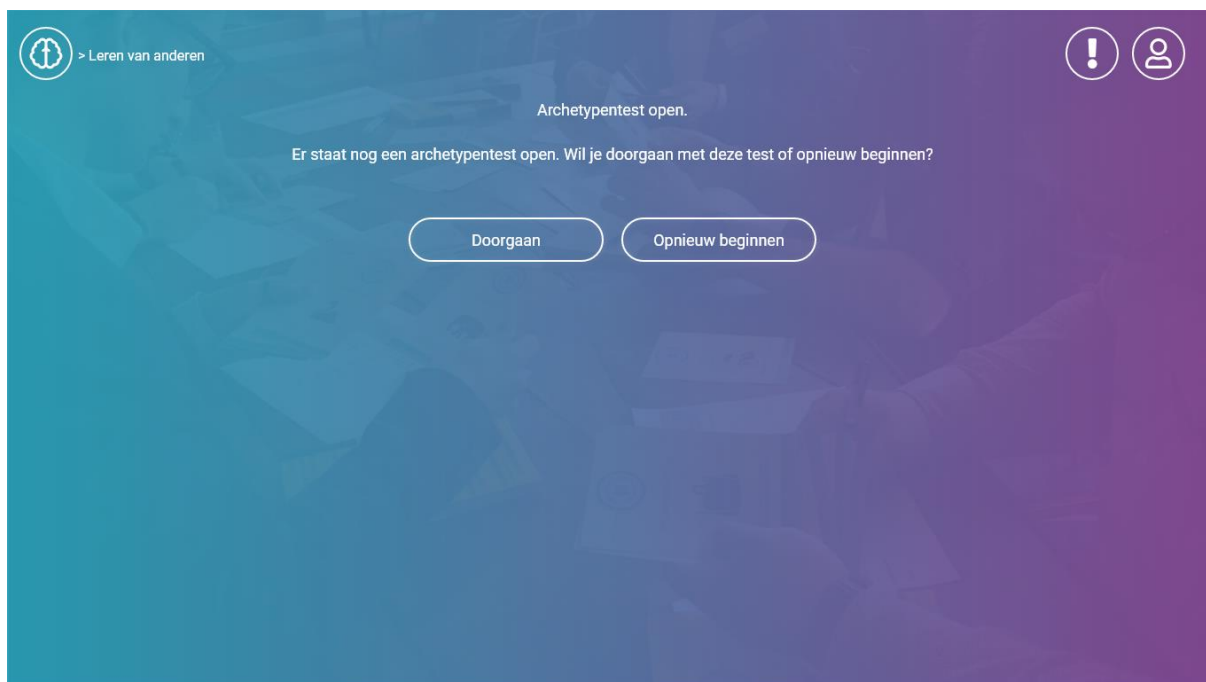 > Leren van anderen
Archetypentest open.
Er staat nog een archetypentest open. Wil je doorgaan met deze test of opnieuw beginnen?
Doorgaan
Opnieuw beginnen